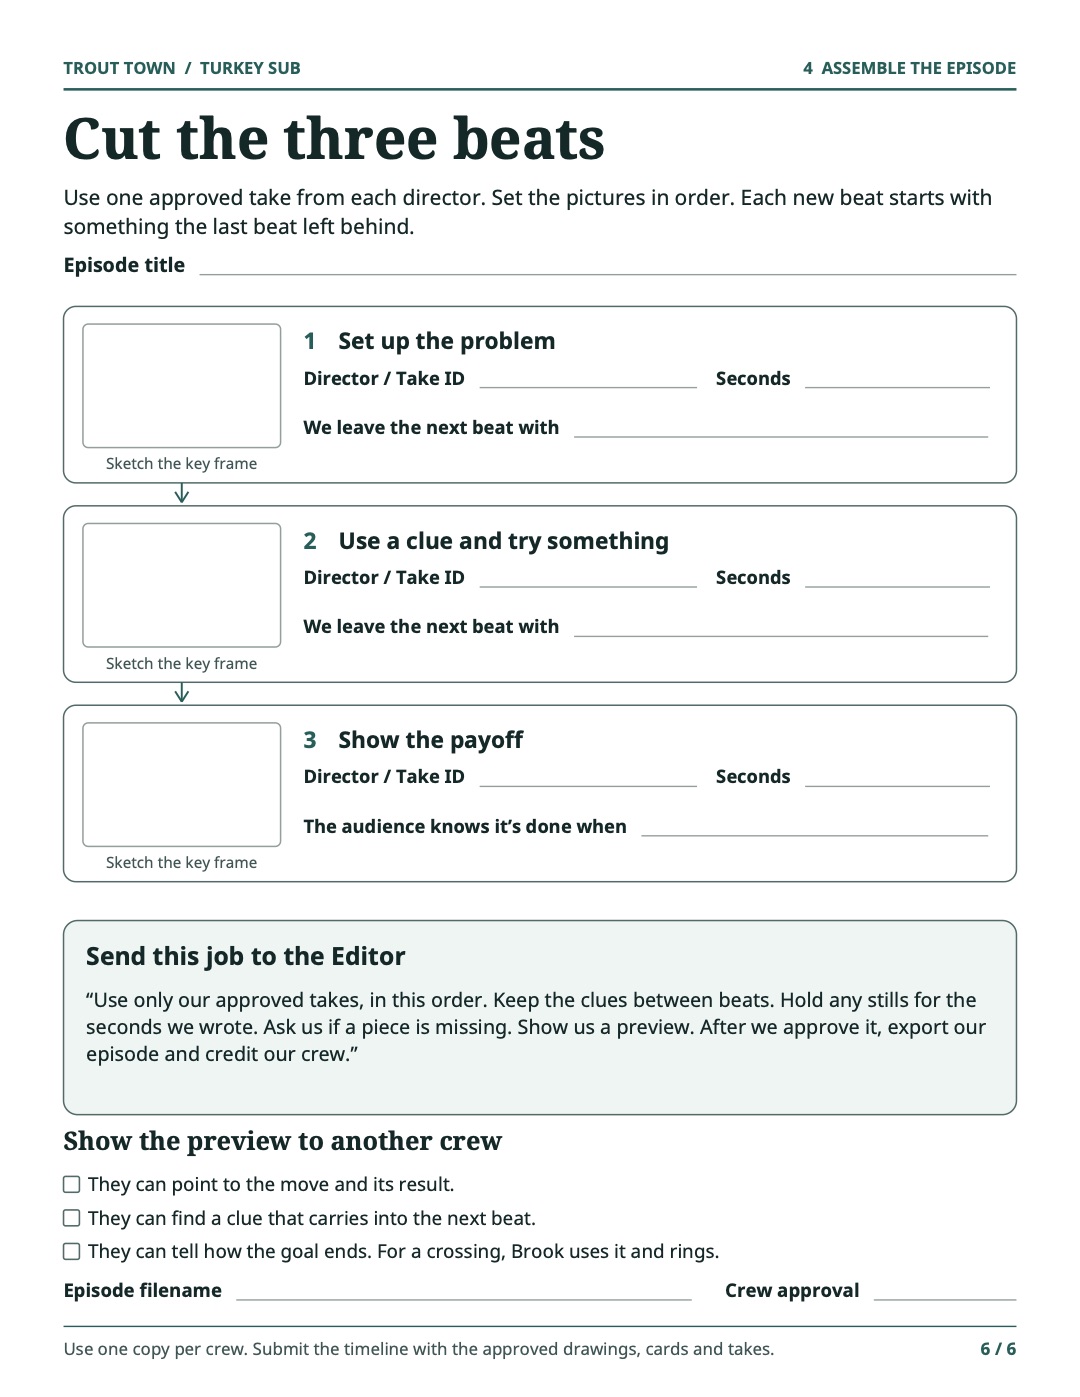 TROUT TOWN / TURKEY SUB
4 ASSEMBLE THE EPISODE
Cut the three beats
Use one approved take from each director. Set the pictures in order. Each new beat starts with
something the last beat left behind.
Episode title
1 Set up the problem
Director / Take ID Seconds
We leave the next beat with
Sketch the key frame
2 Use a clue and try something
Director / Take ID Seconds
We leave the next beat with
Sketch the key frame
3 Show the payoff
Director / Take ID Seconds
The audience knows it’s done when
Sketch the key frame
Send this job to the Editor
“Use only our approved takes, in this order. Keep the clues between beats. Hold any stills for the
seconds we wrote. Ask us if a piece is missing. Show us a preview. After we approve it, export our
episode and credit our crew.”
Show the preview to another crew
They can point to the move and its result.
They can find a clue that carries into the next beat.
They can tell how the goal ends. For a crossing, Brook uses it and rings.
Episode filename Crew approval
Use one copy per crew. Submit the timeline with the approved drawings, cards and takes.
6 / 6